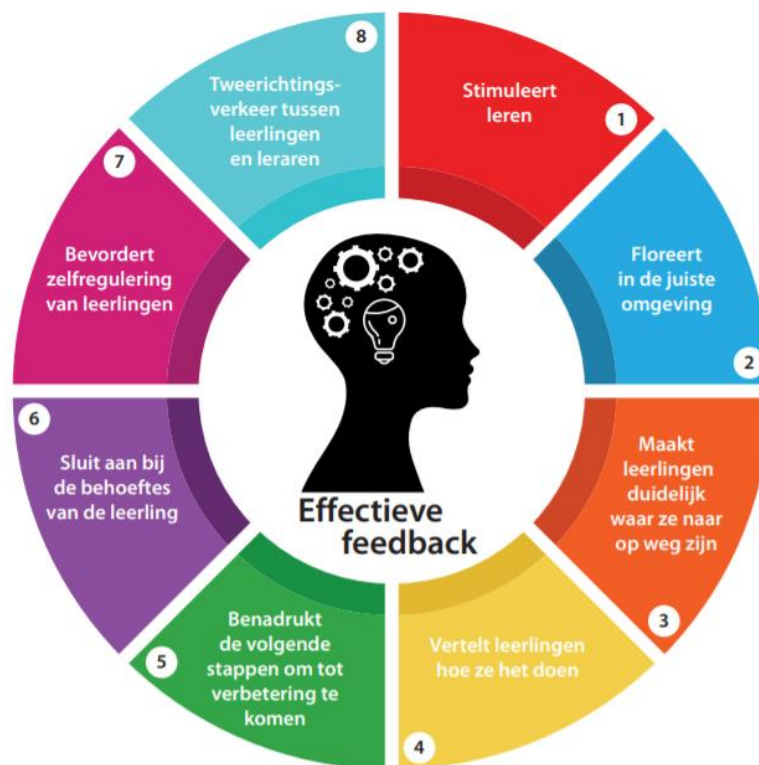 8
Tweerichtings-
verkeer tussen
leerlingen
en leraren
Stimuleert
leren
1
7
Bevordert
zelfregulering
van leerlingen
Floreert
in de juiste
omgeving
2
6
Sluit aan bij
de behoeftes
van de leerling
Maakt
leerlingen
duidelijk
waar ze naar
op weg zijn
3
Effectieve
feedback
5
Benadrukt
de volgende
stappen om tot
verbetering te
komen
Vertelt leerlingen
hoe ze het doen
4